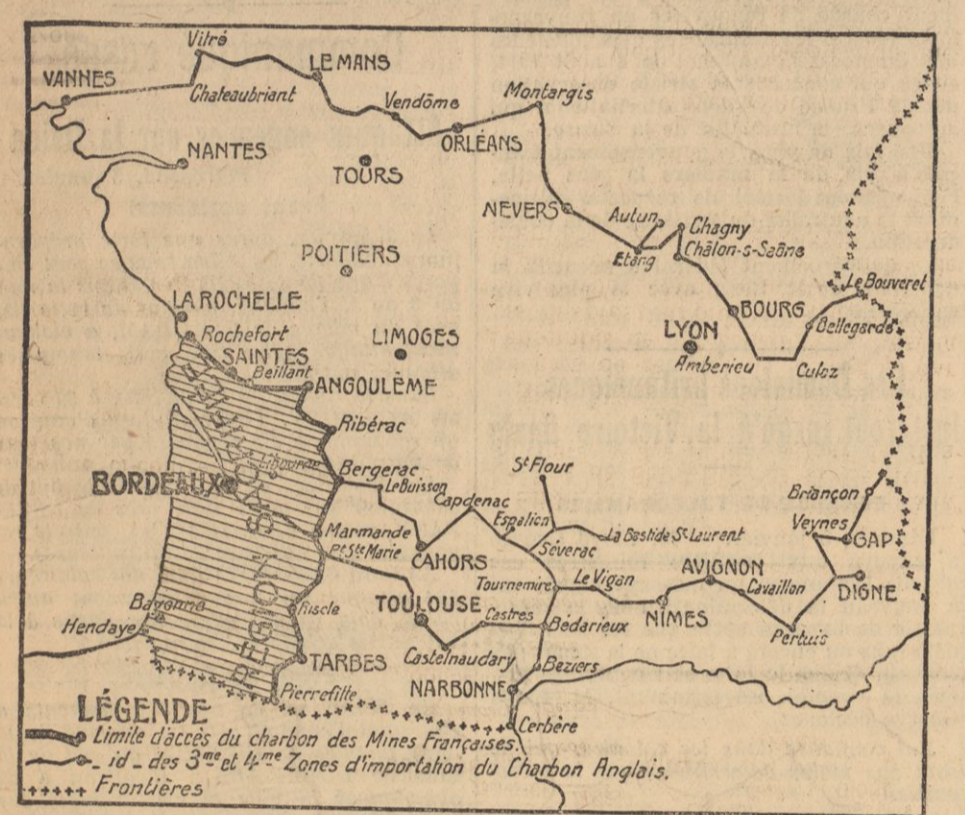 Vitré
LE MANS
VANNES
Chateaubriant
Vendôme
Montargis
ORLÉANS
NANTES
TOURS
NEVERS
Autun
Chagny
Etang
Châlon-s-Saône
POITIERS
Le Bouveret
LA ROCHELLE
BOURG
Bellegarde
Rochefort
LIMOGES
LYON
SAINTES
Amberieu
Culoz
Beillant
ANGOULÊME
Ribérac
Libourne
Bergerac
St Flour
BORDEAUX
Le Buisson
Capdenac
Briançon
Espalion
Veynes
Marmande
La Bastide St Laurent
GAP
Pt Ste Marie
CAHORS
Séverac
AVIGNON
Tournemire
Le Vigan
Cavaillon
DIGNE
TOULOUSE
Castres
NIMES
Bayonne
Riscle
Bédarieux
Pertuis
Hendaye
Castelnaudary
TARBES
Beziers
RÉGION SANS
NARBONNE
Pierrefitte
Cerbère
LÉGENDE
Limite d'accès du charbon des Mines Françaises.
_ id _ des 3me et 4me Zones d'importation du Charbon Anglais.
Frontières